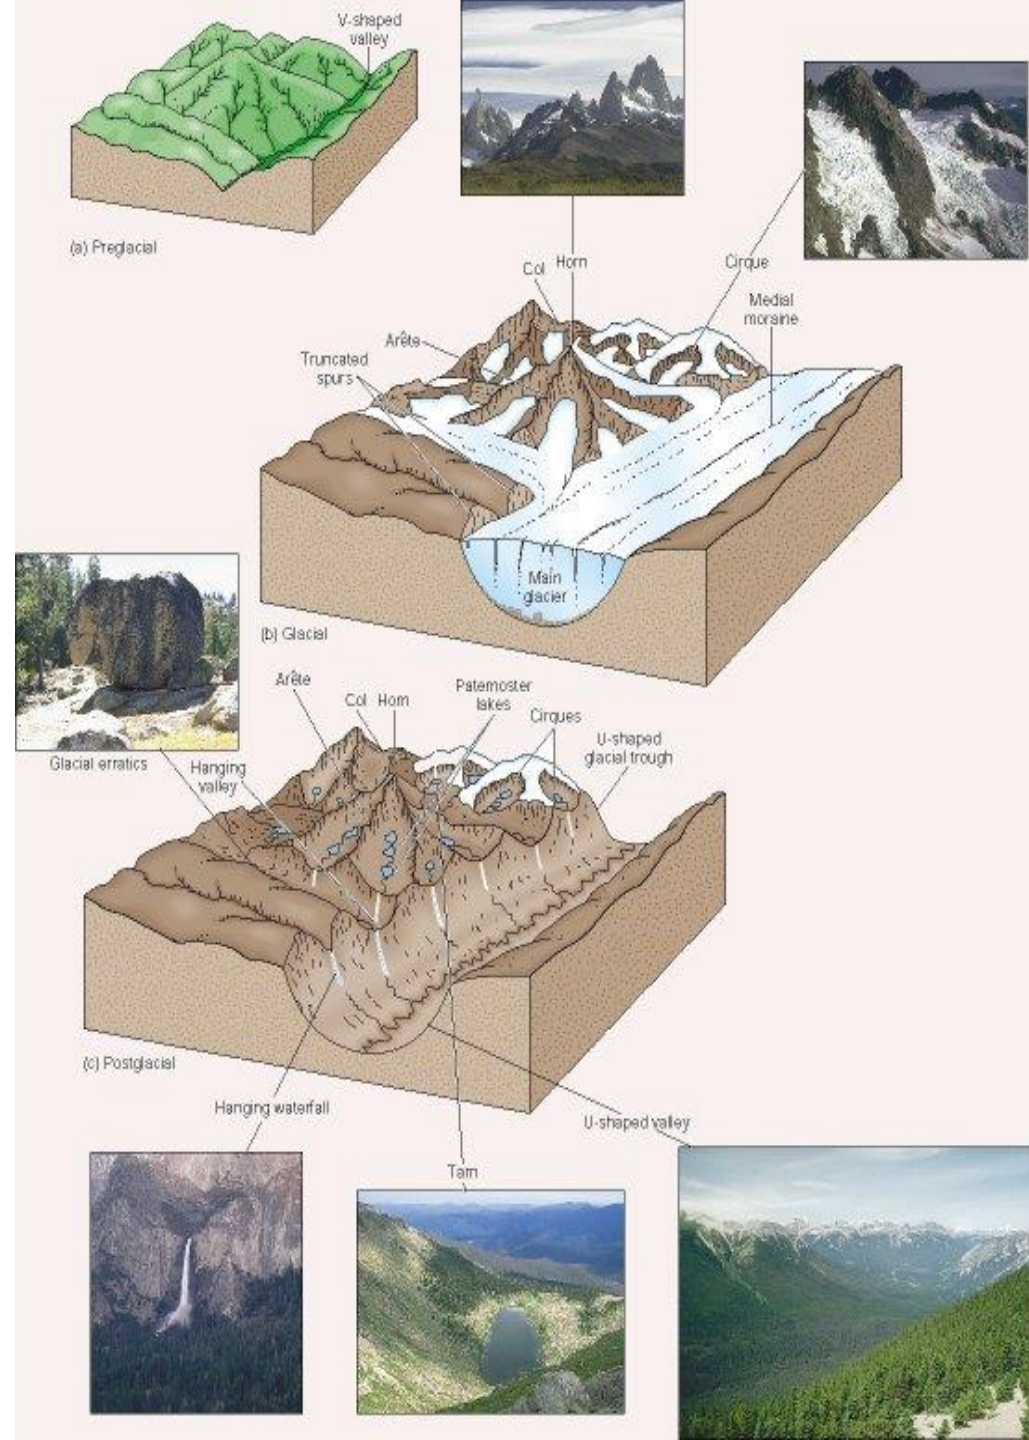 V-shaped
valley
(a) Preglacial
Col
Horn
Cirque
Medial
moraine
Arête
Truncated
spurs
Main
glacier
(b) Glacial
Arête
Col
Horn
Paternoster
lakes
Cirques
U-shaped
glacial trough
Glacial erratics
Hanging
valley
(c) Postglacial
Hanging waterfall
U-shaped valley
Tarn